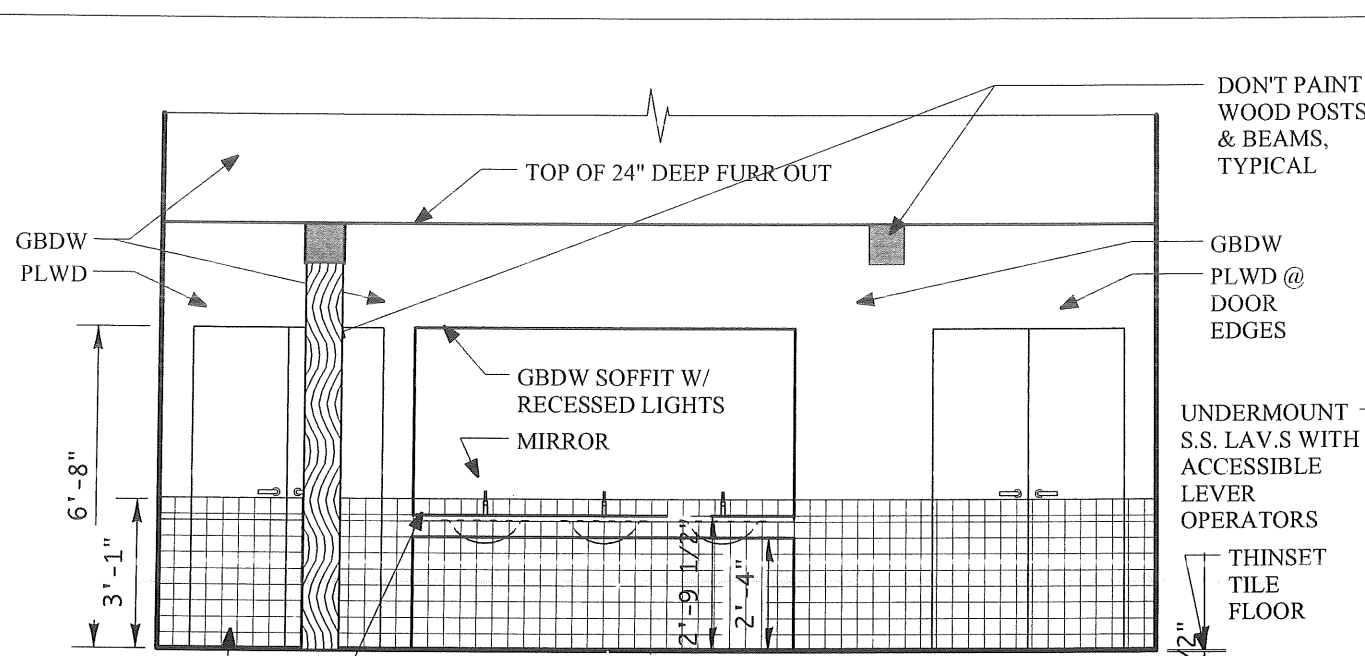 DON'T PAINT
WOOD POSTS
& BEAMS,
TYPICAL
TOP OF 24" DEEP FURR OUT
GBDW
PLWD
GBDW
PLWD @
DOOR
EDGES
GBDW SOFFIT W/
RECESSED LIGHTS
MIRROR
UNDERMOUNT
S.S. LAV.S WITH
ACCESSIBLE
LEVER
OPERATORS
THINSET
TILE
FLOOR
6'-8"
3'-1"
2'-9 1/2"
2'-4"
/2"